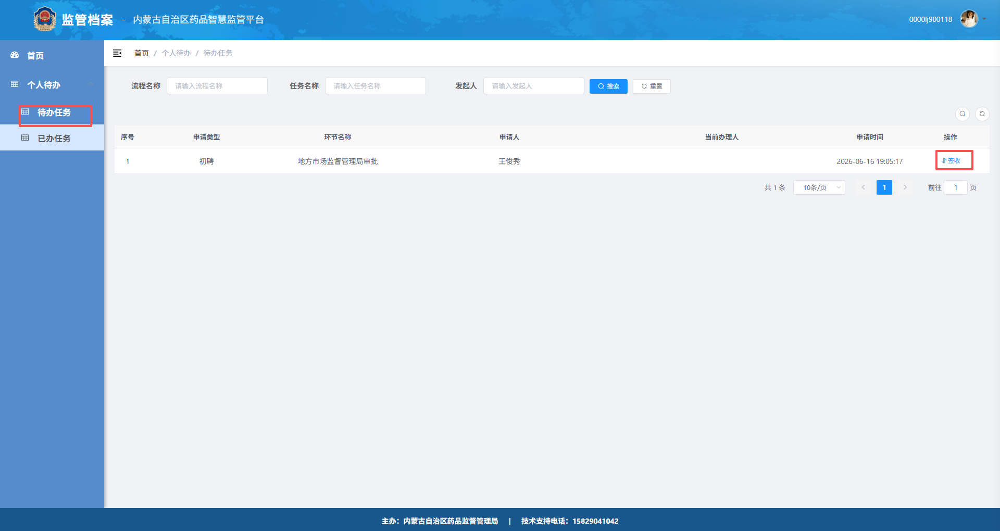 监管档案 - 内蒙古自治区药品智慧监管平台
0000lj900118
首页
个人待办
待办任务
已办任务
首页 / 个人待办 / 待办任务
流程名称 请输入流程名称 任务名称 请输入任务名称 发起人 请输入发起人 搜索 重置
序号 申请类型 环节名称 申请人 当前办理人 申请时间 操作
1 初聘 地方市场监督管理局审批 王俊秀 2026-06-16 19:05:17 签收
共 1 条 10条/页 1 前往 1 页
主办：内蒙古自治区药品监督管理局 | 技术支持电话：15829041042